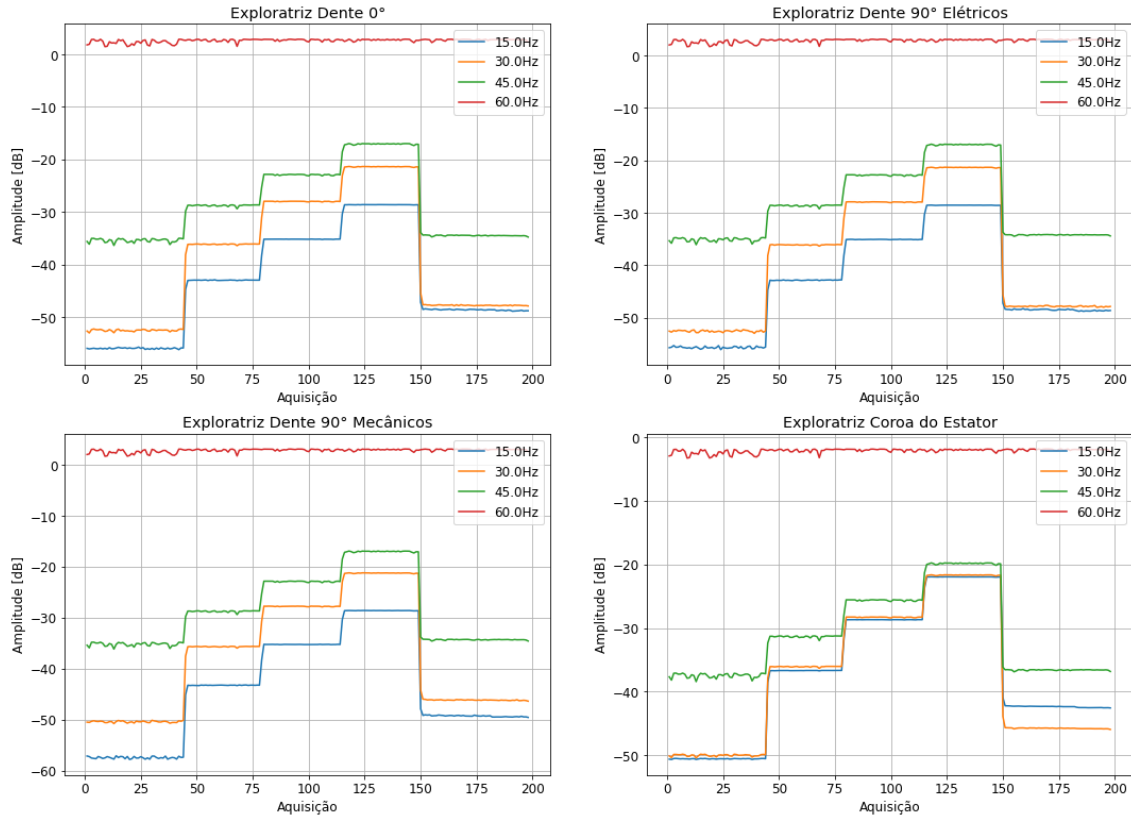 Exploratriz Dente 0°
Amplitude [dB]
0
−10
−20
−30
−40
−50
15.0Hz
30.0Hz
45.0Hz
60.0Hz
0 25 50 75 100 125 150 175 200
Aquisição
Exploratriz Dente 90° Elétricos
Amplitude [dB]
0
−10
−20
−30
−40
−50
15.0Hz
30.0Hz
45.0Hz
60.0Hz
0 25 50 75 100 125 150 175 200
Aquisição
Exploratriz Dente 90° Mecânicos
Amplitude [dB]
0
−10
−20
−30
−40
−50
−60
15.0Hz
30.0Hz
45.0Hz
60.0Hz
0 25 50 75 100 125 150 175 200
Aquisição
Exploratriz Coroa do Estator
Amplitude [dB]
0
−10
−20
−30
−40
−50
15.0Hz
30.0Hz
45.0Hz
60.0Hz
0 25 50 75 100 125 150 175 200
Aquisição